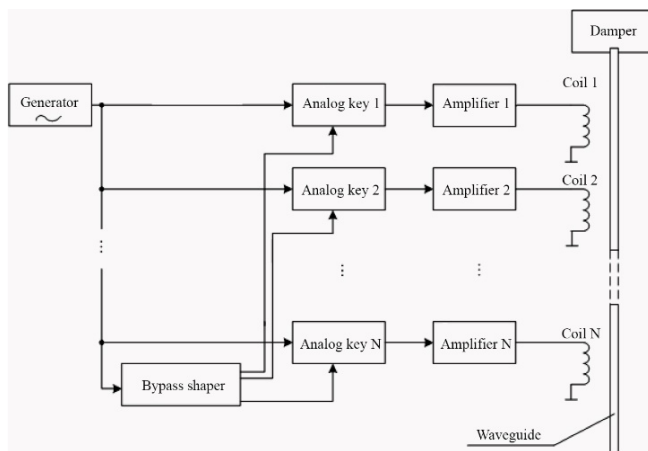 Damper
Generator
Analog key 1
Amplifier 1
Coil 1
Analog key 2
Amplifier 2
Coil 2
...
...
...
Analog key N
Amplifier N
Coil N
Bypass shaper
Waveguide